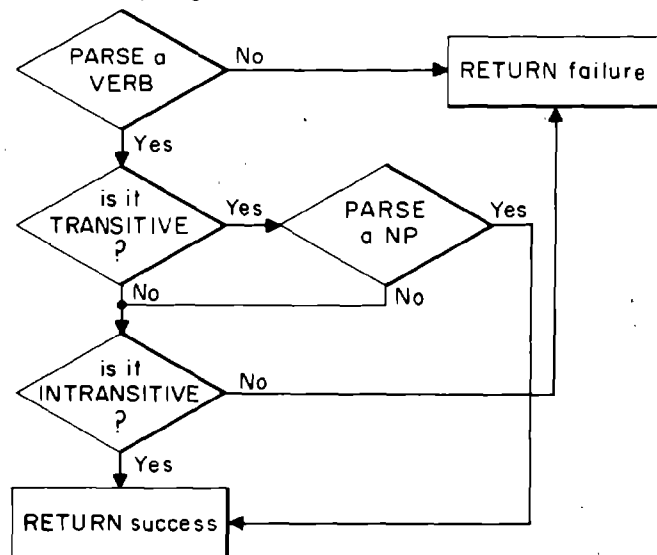 PARSE a
VERB
No
RETURN failure
Yes
is it
TRANSITIVE
?
Yes
PARSE
a NP
Yes
No
No
is it
INTRANSITIVE
?
No
Yes
RETURN success